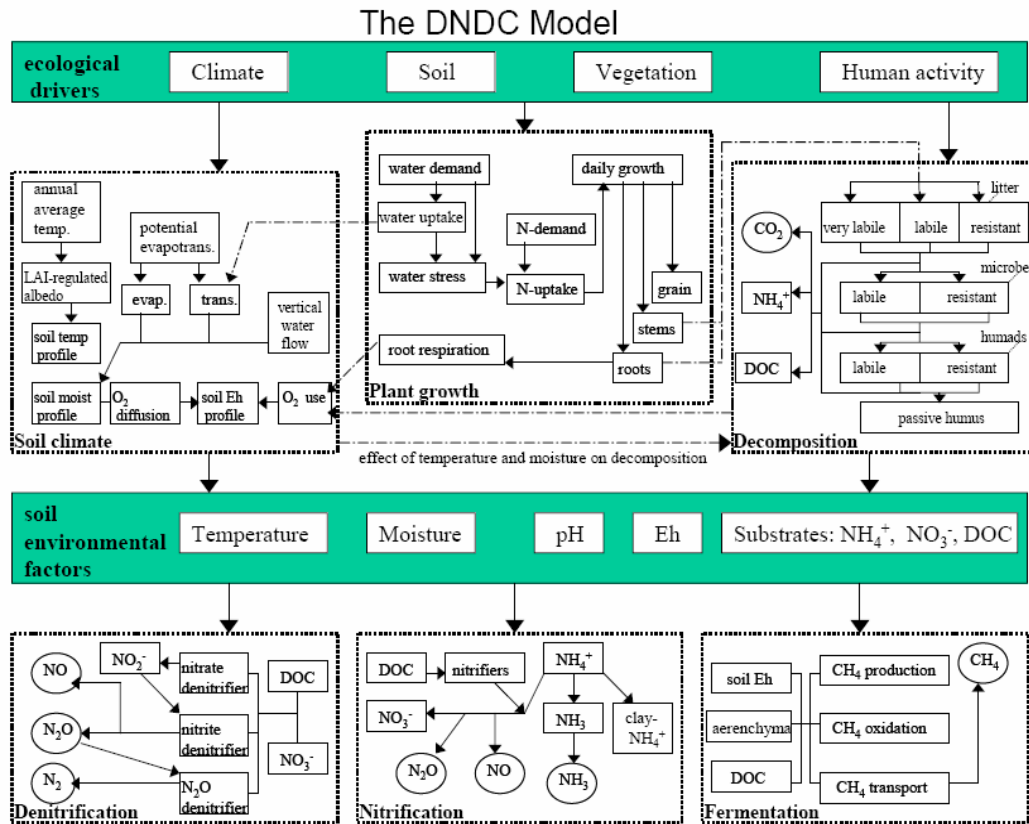 The DNDC Model
ecological
drivers
Climate
Soil
Vegetation
Human activity
annual
average
temp.
LAI-regulated
albedo
soil temp
profile
potential
evapotrans.
evap.
trans.
vertical
water
flow
soil moist
profile
O₂
diffusion
soil Eh
profile
O₂ use
Soil climate
water demand
water uptake
water stress
daily growth
N-demand
N-uptake
grain
stems
roots
root respiration
Plant growth
litter
very labile
labile
resistant
CO₂
microbe
labile
resistant
NH₄⁺
humads
labile
resistant
DOC
passive humus
Decomposition
effect of temperature and moisture on decomposition
soil
environmental
factors
Temperature
Moisture
pH
Eh
Substrates: NH₄⁺, NO₃⁻, DOC
NO
NO₂⁻
nitrate
denitrifier
DOC
N₂O
nitrite
denitrifier
NO₃⁻
N₂
N₂O
denitrifier
Denitrification
DOC
nitrifiers
NH₄⁺
NO₃⁻
NH₃
clay-
NH₄⁺
N₂O
NO
NH₃
Nitrification
soil Eh
CH₄ production
CH₄
aerenchyma
CH₄ oxidation
DOC
CH₄ transport
Fermentation